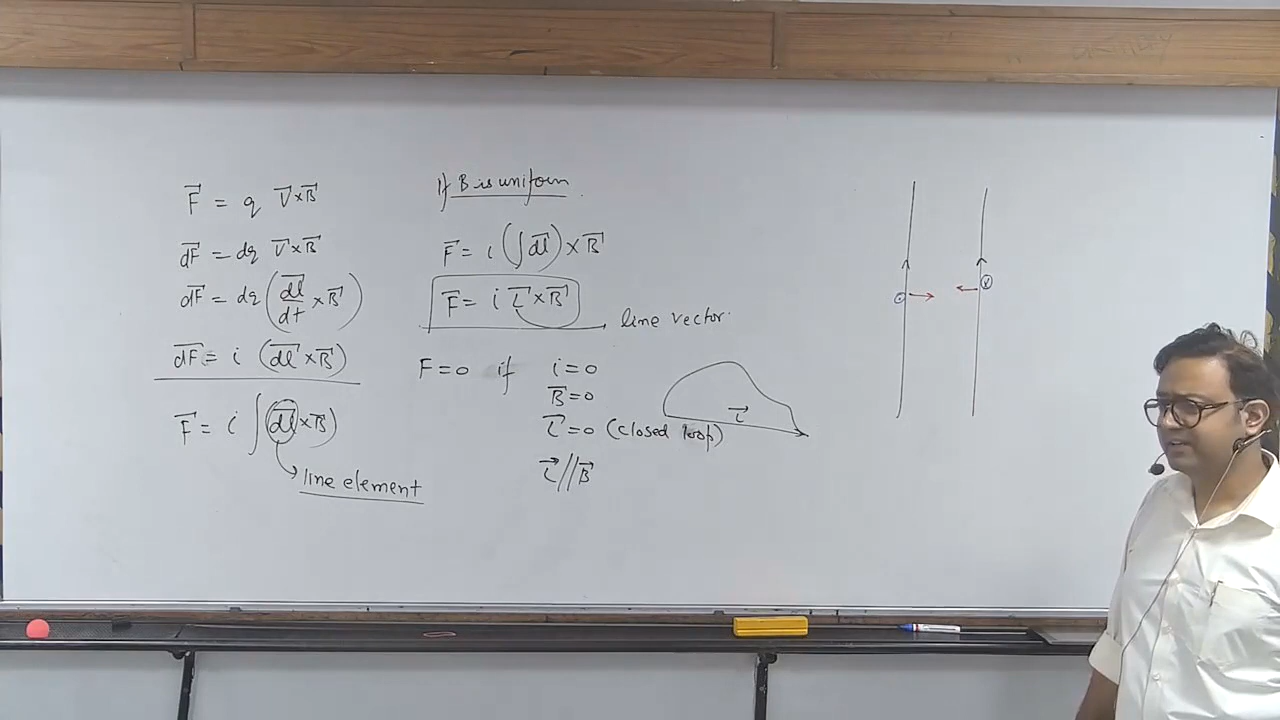 F⃗ = q V⃗×B⃗
dF⃗ = dq V⃗×B⃗
dF⃗ = dq (dl⃗/dt × B⃗)
dF⃗ = i (dl⃗ × B⃗)
F⃗ = i ∫(dl⃗ × B⃗)
line element
If B is uniform
F⃗ = i (∫dl⃗) × B⃗
F⃗ = i L⃗ × B⃗
line vector
F = 0 if i = 0
B⃗ = 0
L⃗ = 0 (closed loop)
L⃗ // B⃗
L⃗